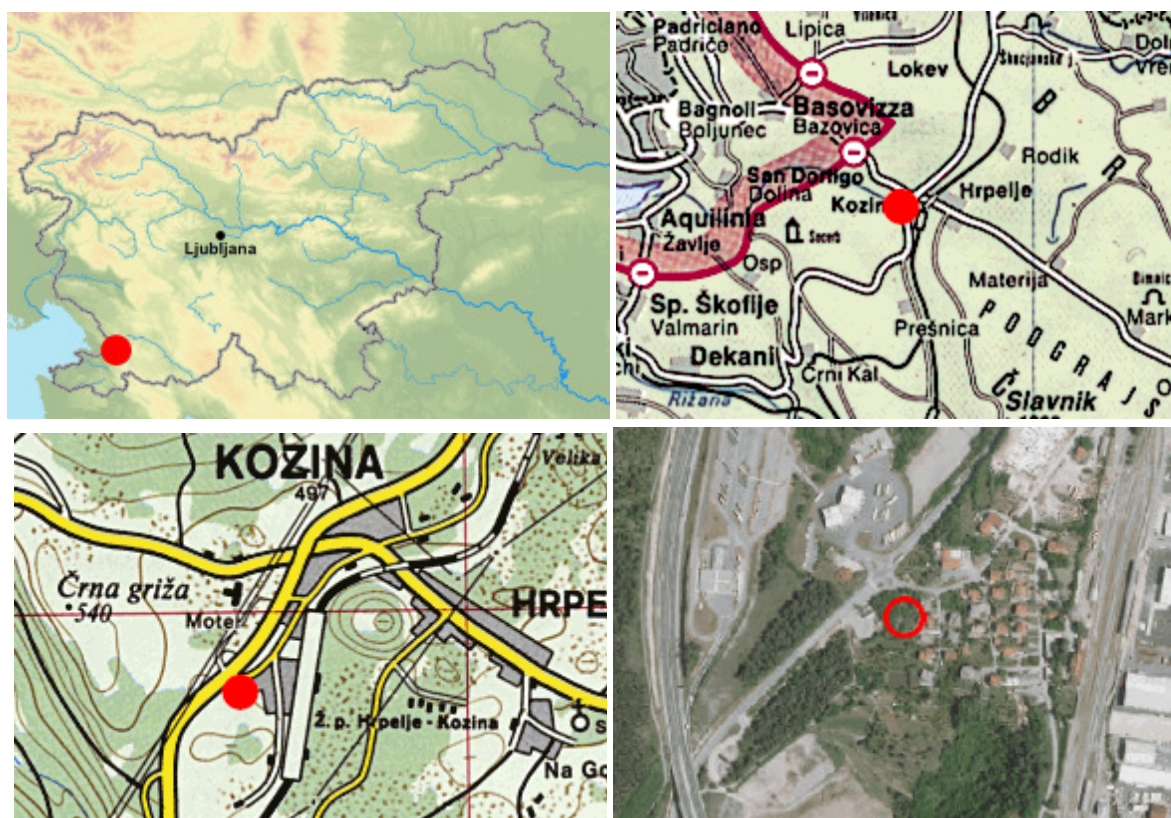 Ljubljana
Padriciano
Padriče
Lipica
Lokev
Bagnoli
Boljunec
Basovizza
Bazovica
B
Rodik
R
San Dorligo
Dolina
Hrpelje
Aquilinia
Žavlje
Socerb
Osp
Materija
Sp. Škofije
Valmarin
Prešnica
PODGRAJS
Dekani
Črni Kal
Rižana
Slavnik
KOZINA
497
Velika
Črna griža
540
Motel
HRPE
Ž. p. Hrpelje - Kozina
Na Go